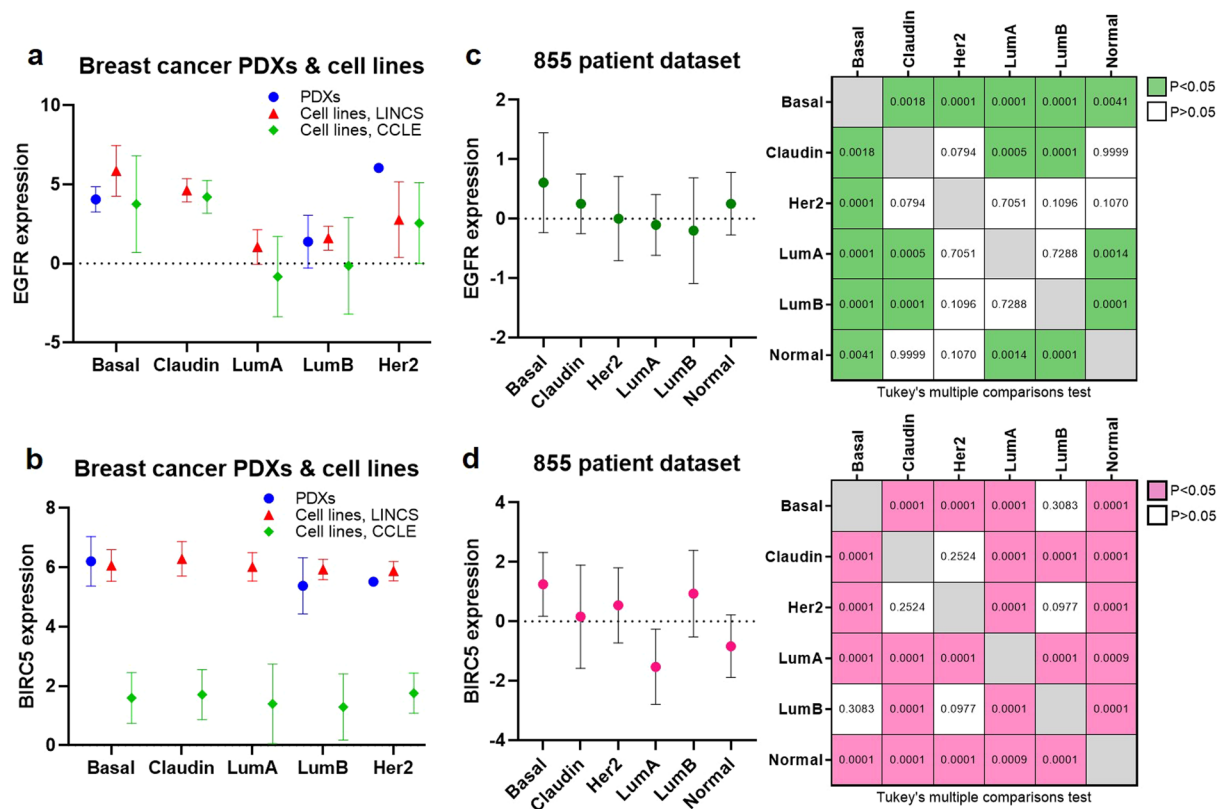 a
Breast cancer PDXs & cell lines
PDXs
Cell lines, LINCS
Cell lines, CCLE
EGFR expression
10
5
0
-5
Basal Claudin LumA LumB Her2
c
855 patient dataset
EGFR expression
2
1
0
-1
-2
Basal Claudin Her2 LumA LumB Normal
Basal Claudin Her2 LumA LumB Normal
Basal 0.0018 0.0001 0.0001 0.0001 0.0041
Claudin 0.0018 0.0794 0.0005 0.0001 0.9999
Her2 0.0001 0.0794 0.7051 0.1096 0.1070
LumA 0.0001 0.0005 0.7051 0.7288 0.0014
LumB 0.0001 0.0001 0.1096 0.7288 0.0001
Normal 0.0041 0.9999 0.1070 0.0014 0.0001
Tukey's multiple comparisons test
P<0.05
P>0.05
b
Breast cancer PDXs & cell lines
PDXs
Cell lines, LINCS
Cell lines, CCLE
BIRC5 expression
8
6
4
2
0
Basal Claudin LumA LumB Her2
d
855 patient dataset
BIRC5 expression
4
2
0
-2
-4
Basal Claudin Her2 LumA LumB Normal
Basal Claudin Her2 LumA LumB Normal
Basal 0.0001 0.0001 0.0001 0.3083 0.0001
Claudin 0.0001 0.2524 0.0001 0.0001 0.0001
Her2 0.0001 0.2524 0.0001 0.0977 0.0001
LumA 0.0001 0.0001 0.0001 0.0001 0.0009
LumB 0.3083 0.0001 0.0977 0.0001 0.0001
Normal 0.0001 0.0001 0.0001 0.0009 0.0001
Tukey's multiple comparisons test
P<0.05
P>0.05